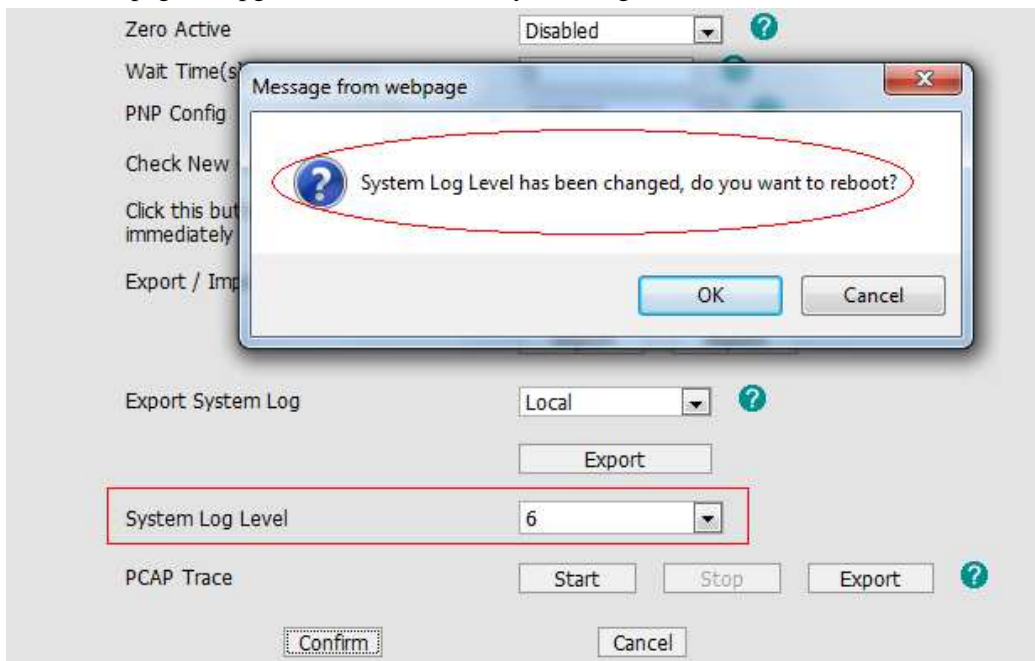 Zero Active Disabled ?
Wait Time(s
Message from webpage
PNP Config
Check New
? System Log Level has been changed, do you want to reboot?
Click this but
immediately
Export / Imp
OK Cancel
Export System Log Local ?
Export
System Log Level 6
PCAP Trace Start Stop Export ?
Confirm Cancel